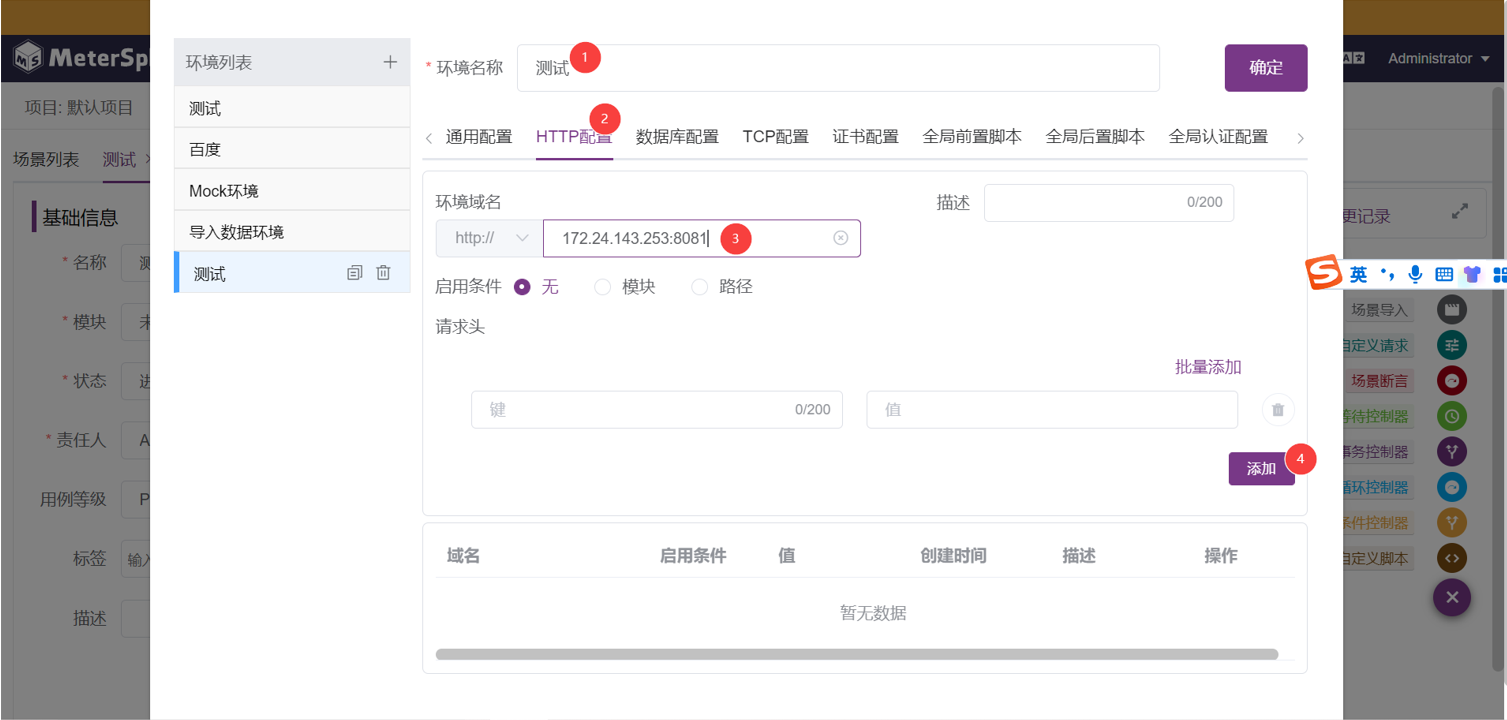 MeterSp
Administrator
项目: 默认项目
场景列表 测试
基础信息
* 名称 测
* 模块 未
* 状态 进
* 责任人 A
用例等级 P
标签 输入
描述
环境列表
测试
百度
Mock环境
导入数据环境
测试
* 环境名称 测试 1
确定
2
通用配置 HTTP配置 数据库配置 TCP配置 证书配置 全局前置脚本 全局后置脚本 全局认证配置
环境域名
描述 0/200
http:// 172.24.143.253:8081 3
启用条件 无 模块 路径
请求头
批量添加
键 0/200 值
添加 4
域名 启用条件 值 创建时间 描述 操作
暂无数据
更记录
英
场景导入
自定义请求
场景断言
等待控制器
事务控制器
循环控制器
条件控制器
自定义脚本